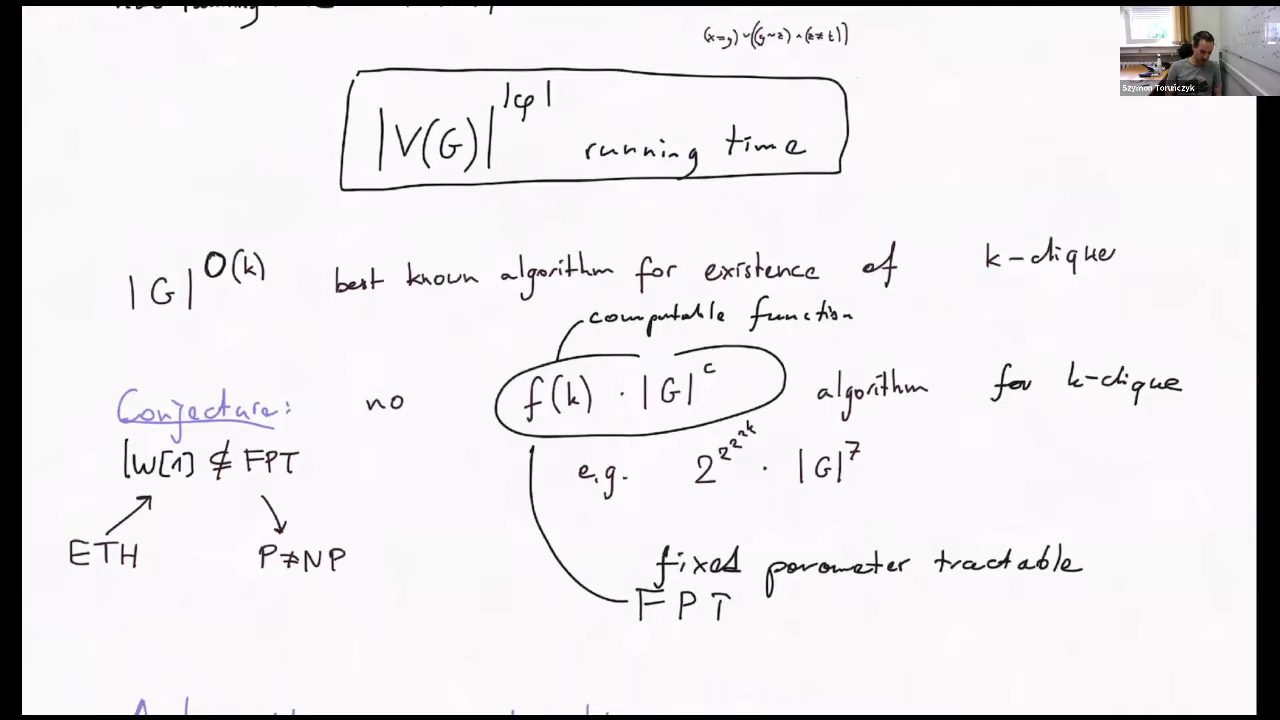 (x=y) ∨ ((y~z) ∧ (z≠t))
Szymon Toruńczyk
|V(G)|^|φ| running time
|G|^O(k) best known algorithm for existence of k-clique
computable function
Conjecture: no f(k) · |G|^c algorithm for k-clique
W[1] ⊄ FPT e.g. 2^2^2^2^k · |G|^7
ETH P≠NP
fixed parameter tractable
FPT